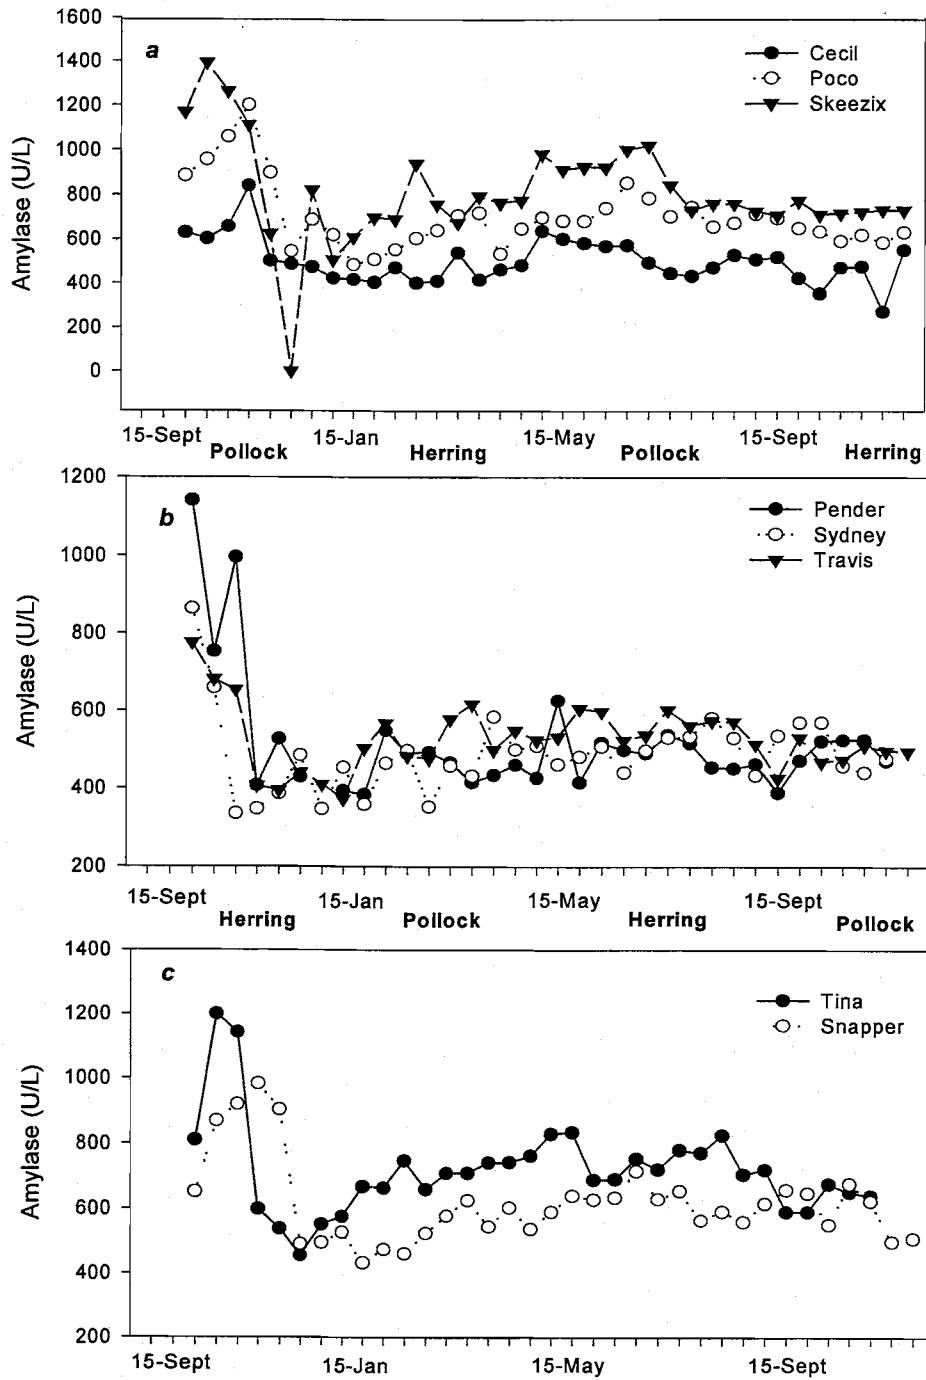 1600
a
Cecil
1400
Poco
1200
Skeezix
1000
800
600
400
200
0
Amylase (U/L)
15-Sept 15-Jan 15-May 15-Sept
Pollock Herring Pollock Herring
1200
b
Pender
Sydney
1000
Travis
800
600
400
200
Amylase (U/L)
15-Sept 15-Jan 15-May 15-Sept
Herring Pollock Herring Pollock
1400
c
Tina
1200
Snapper
1000
800
600
400
200
Amylase (U/L)
15-Sept 15-Jan 15-May 15-Sept